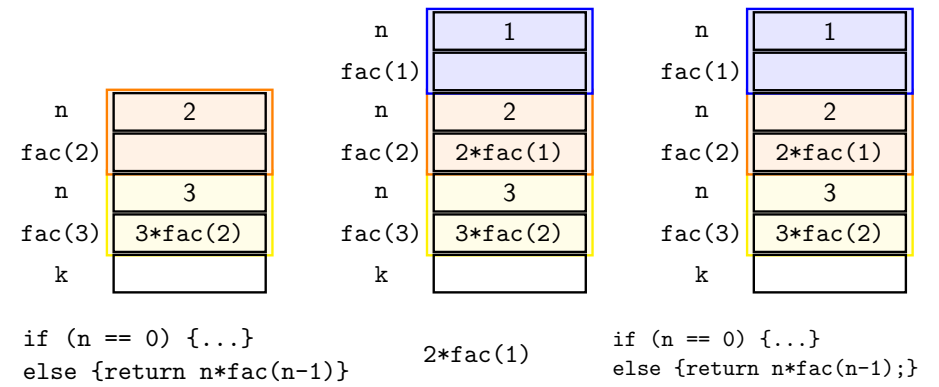 n 2
fac(2)
n 3
fac(3) 3*fac(2)
k
if (n == 0) {...}
else {return n*fac(n-1)}
n 1
fac(1)
n 2
fac(2) 2*fac(1)
n 3
fac(3) 3*fac(2)
k
2*fac(1)
n 1
fac(1)
n 2
fac(2) 2*fac(1)
n 3
fac(3) 3*fac(2)
k
if (n == 0) {...}
else {return n*fac(n-1);}